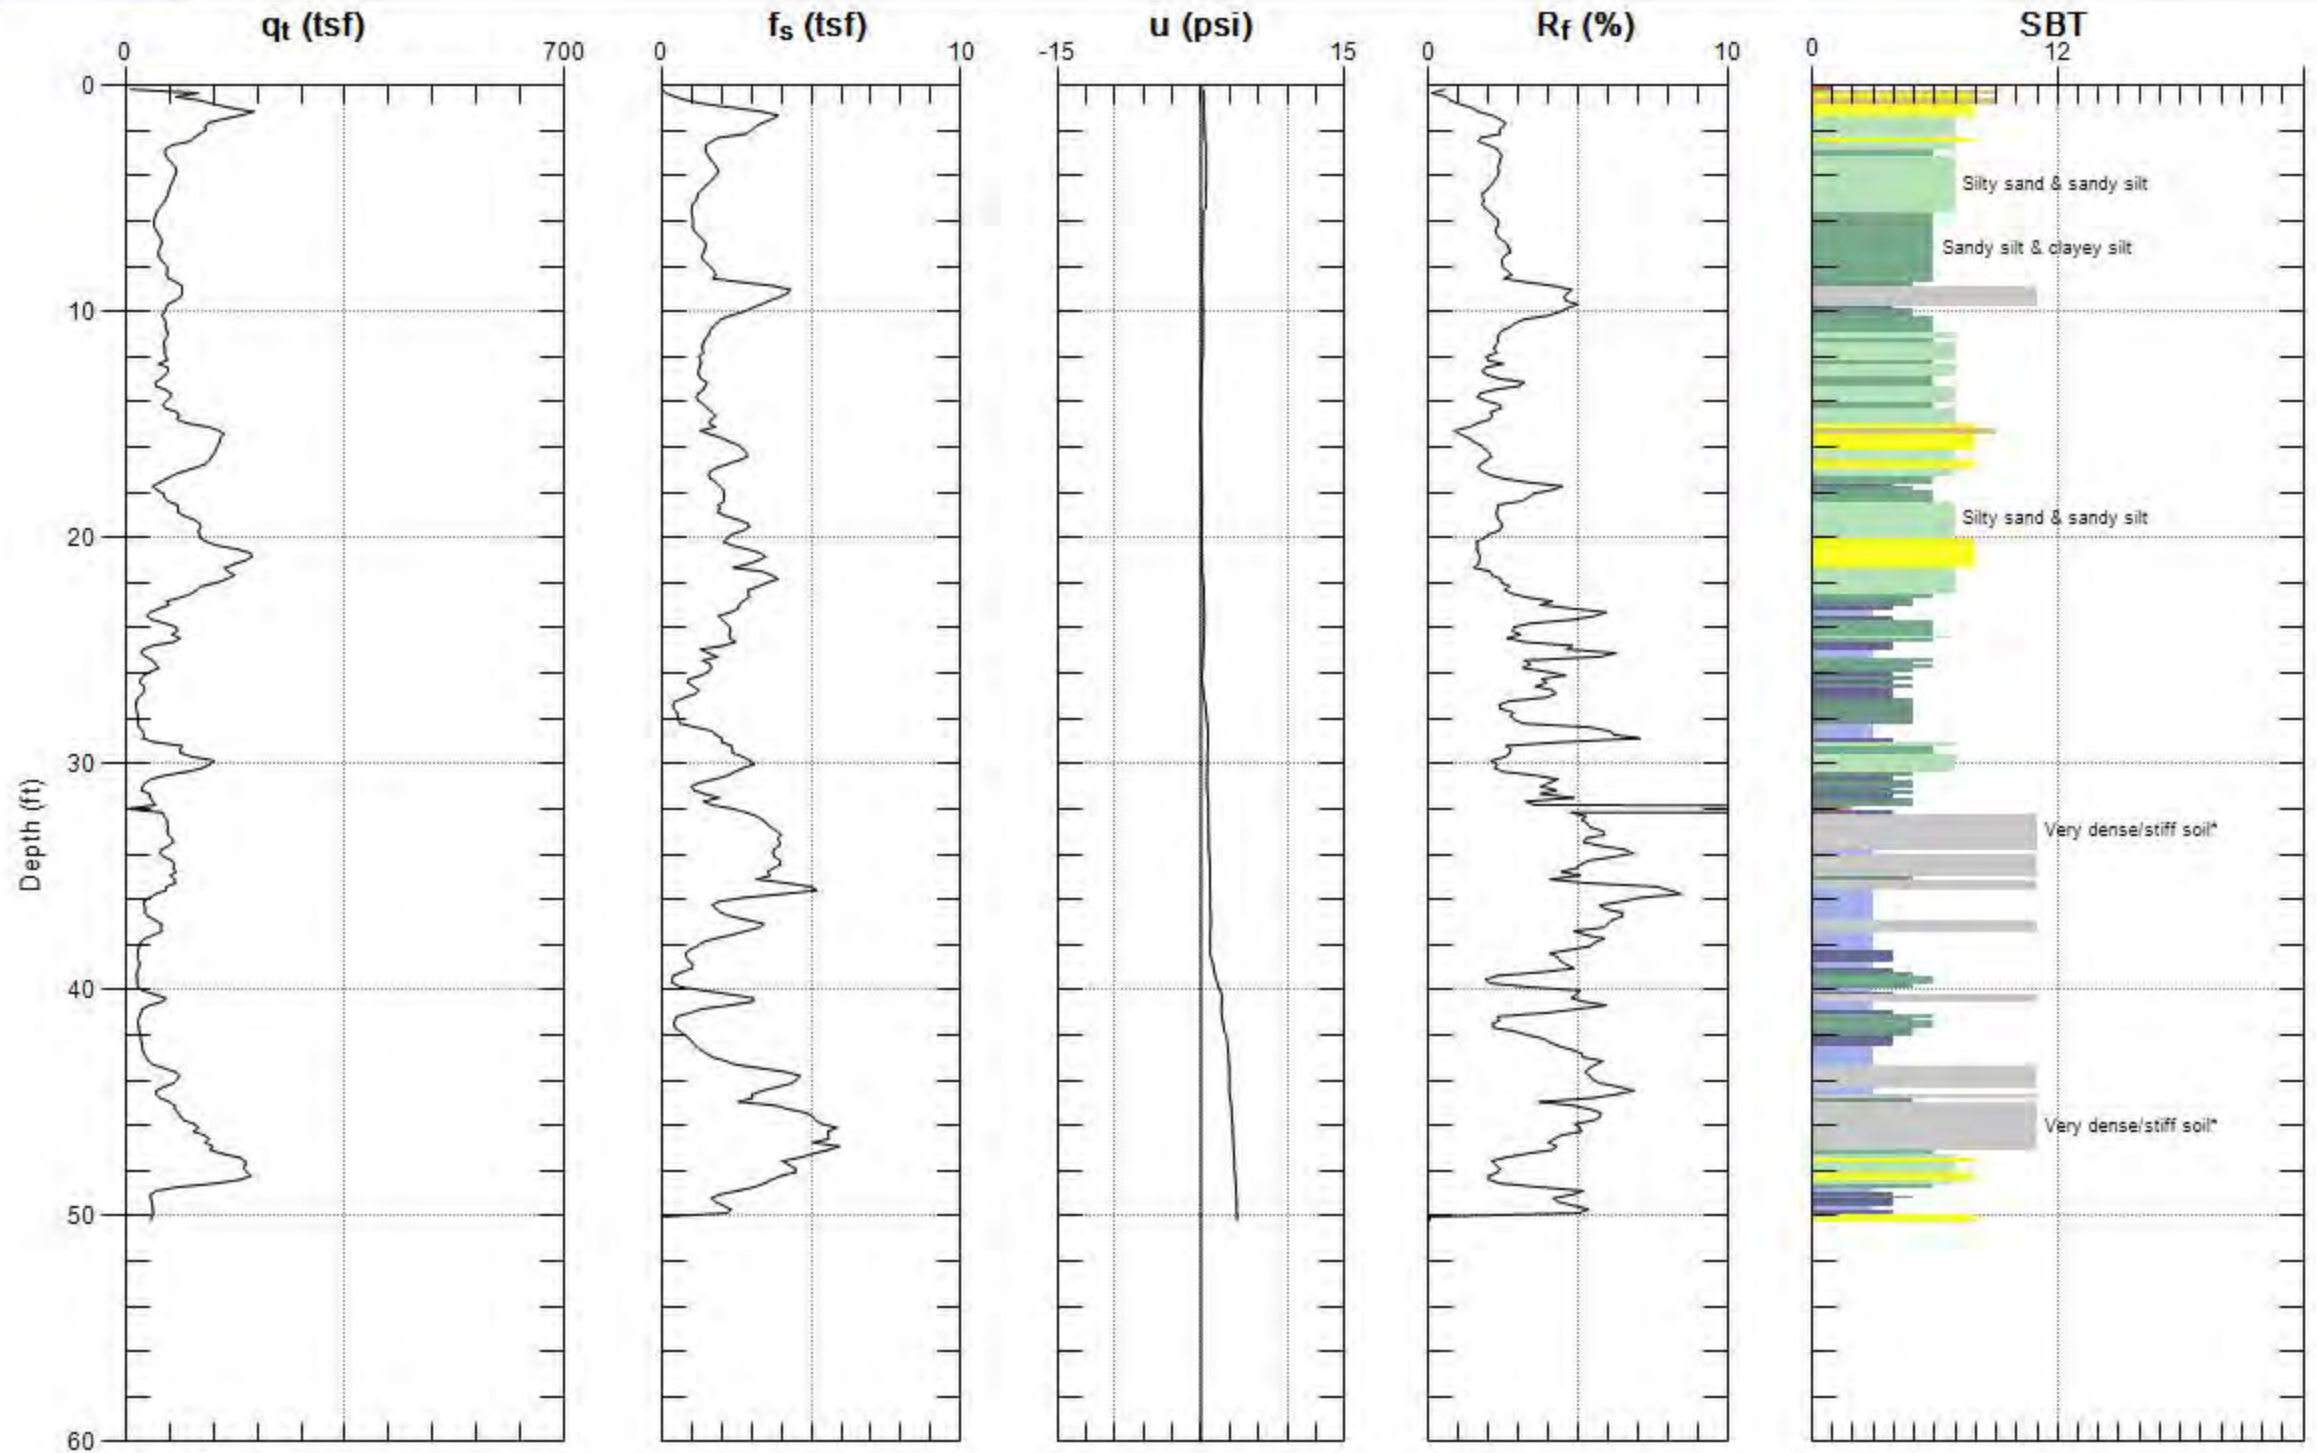 qt (tsf)
fs (tsf)
u (psi)
Rf (%)
SBT
0
700
0
10
-15
15
0
10
0
12
0
Silty sand & sandy silt
Sandy silt & clayey silt
10
Silty sand & sandy silt
20
30
Depth (ft)
Very dense/stiff soil*
40
Very dense/stiff soil*
50
60